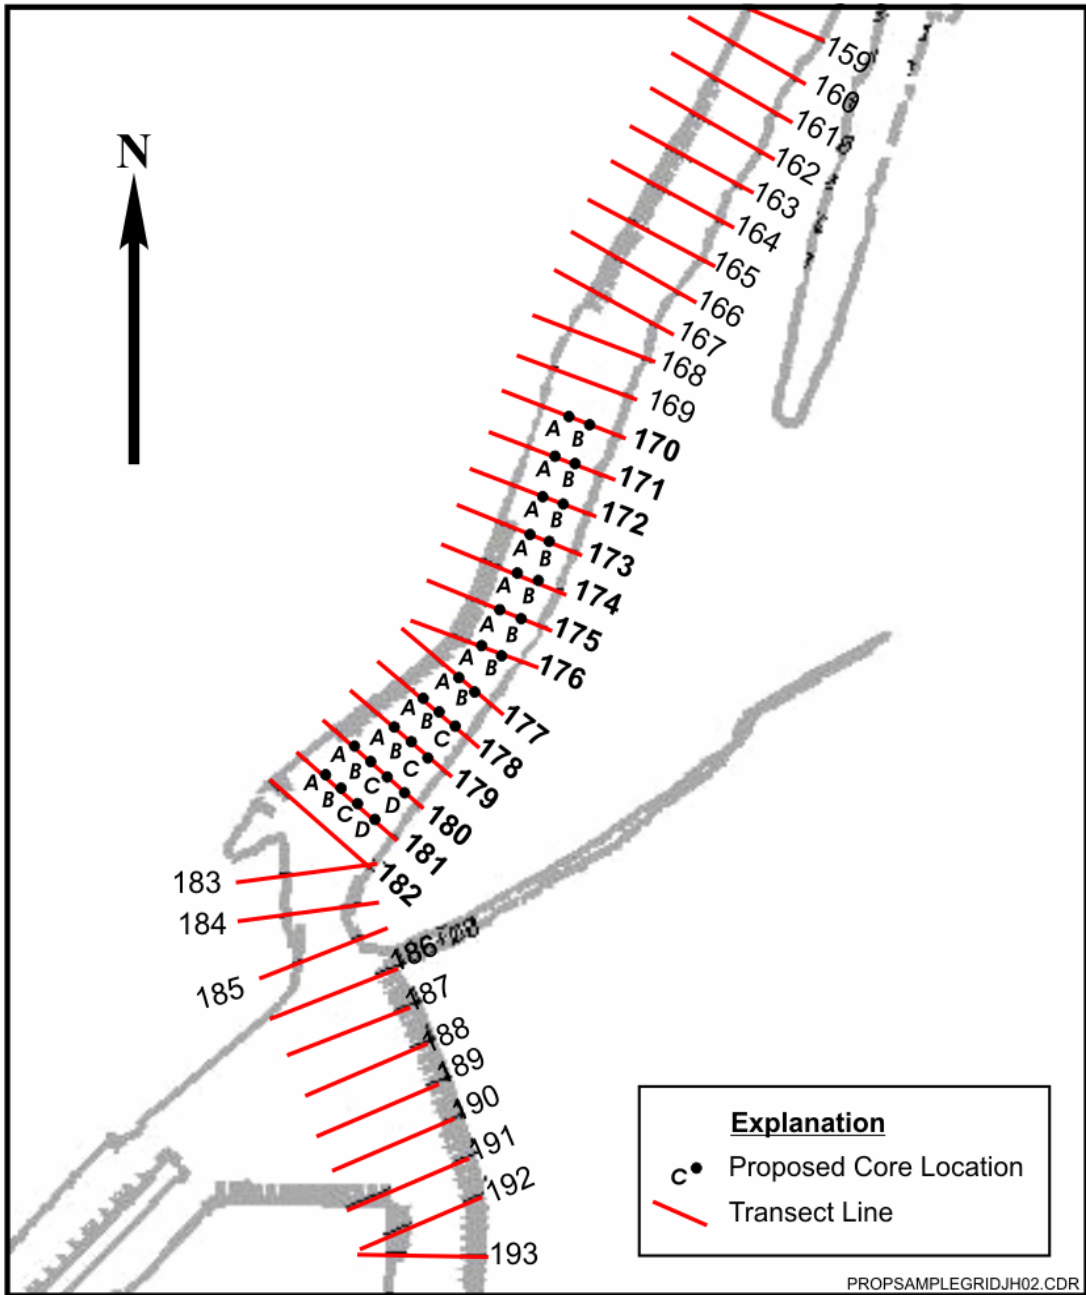 N
159
160
161
162
163
164
165
166
167
168
169
A B 170
A B 171
A B 172
A B 173
A B 174
A B 175
A B 176
A B 177
A B C 178
A B C 179
A B C D 180
A B C D 181
182
183
184
185
186
187
188
189
190
191
192
193
Explanation
C Proposed Core Location
Transect Line
PROPSAMPLEGRIDJH02.CDR